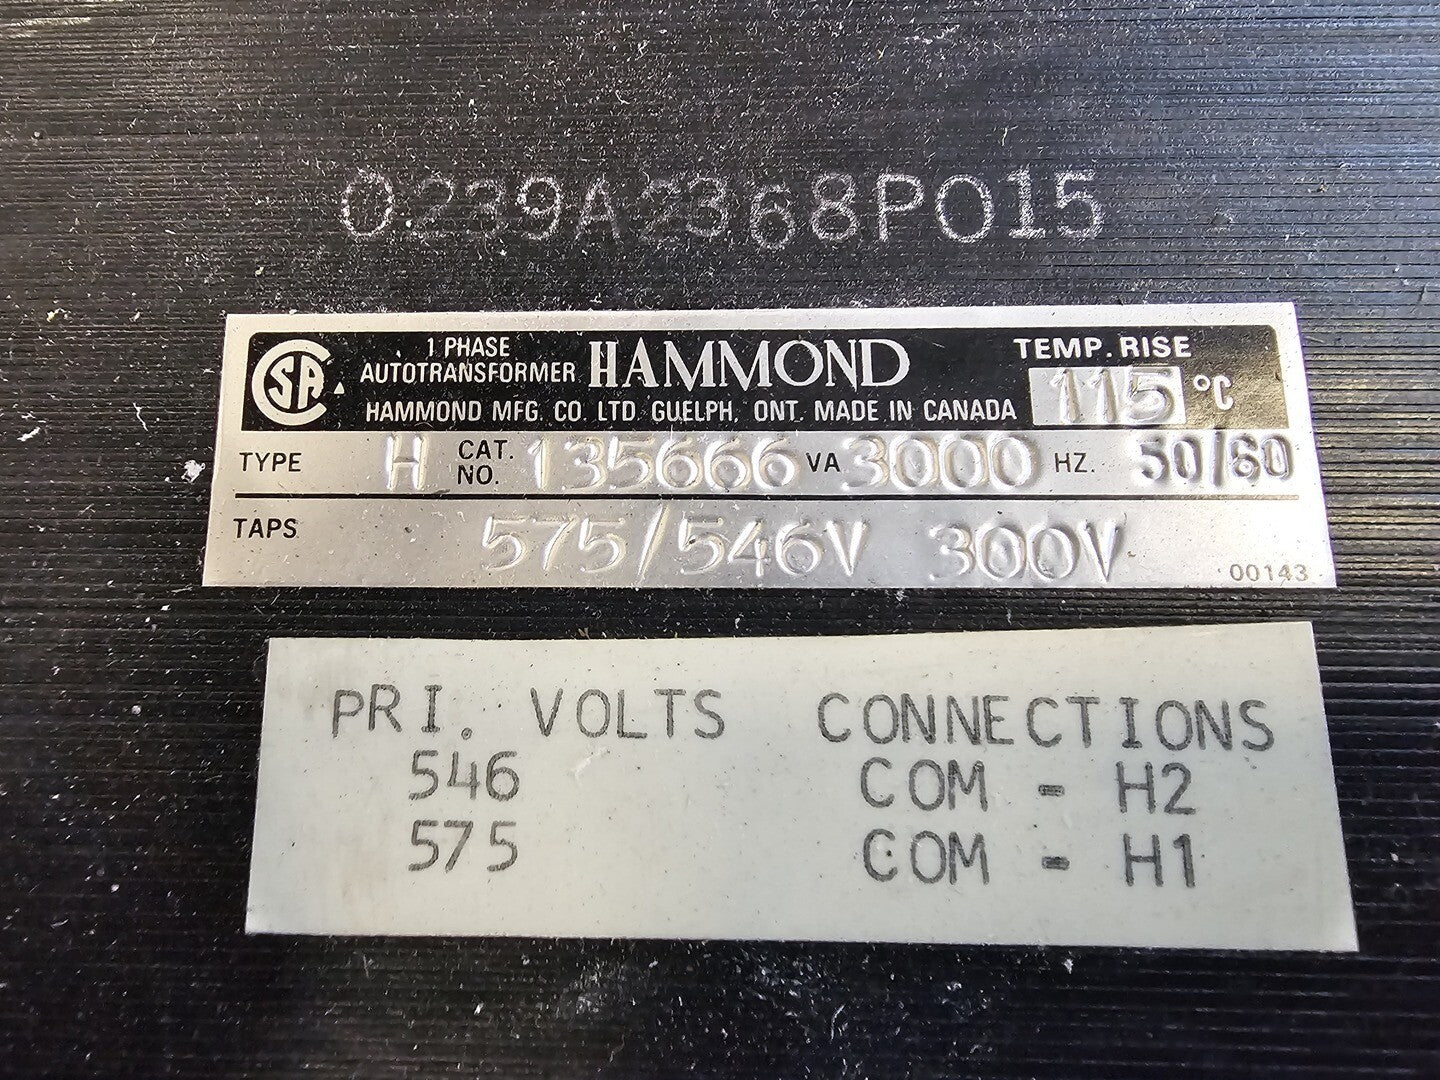 0239A2368P015
CSA
1 PHASE
AUTOTRANSFORMER HAMMOND
HAMMOND MFG. CO. LTD. GUELPH, ONT. MADE IN CANADA
TEMP. RISE
115 °C
TYPE H CAT. NO. 135666 VA 3000 HZ. 50/60
TAPS 575/546V 300V
00143
PRI. VOLTS CONNECTIONS
546 COM - H2
575 COM - H1